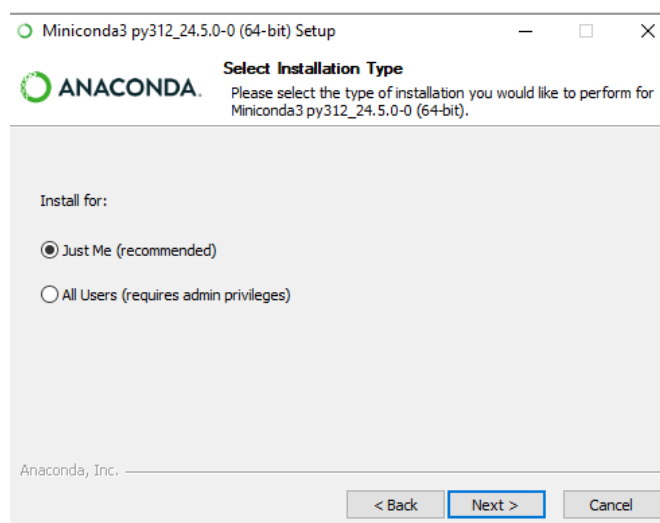 Miniconda3 py312_24.5.0-0 (64-bit) Setup
ANACONDA.
Select Installation Type
Please select the type of installation you would like to perform for
Miniconda3 py312_24.5.0-0 (64-bit).
Install for:
Just Me (recommended)
All Users (requires admin privileges)
Anaconda, Inc.
< Back
Next >
Cancel